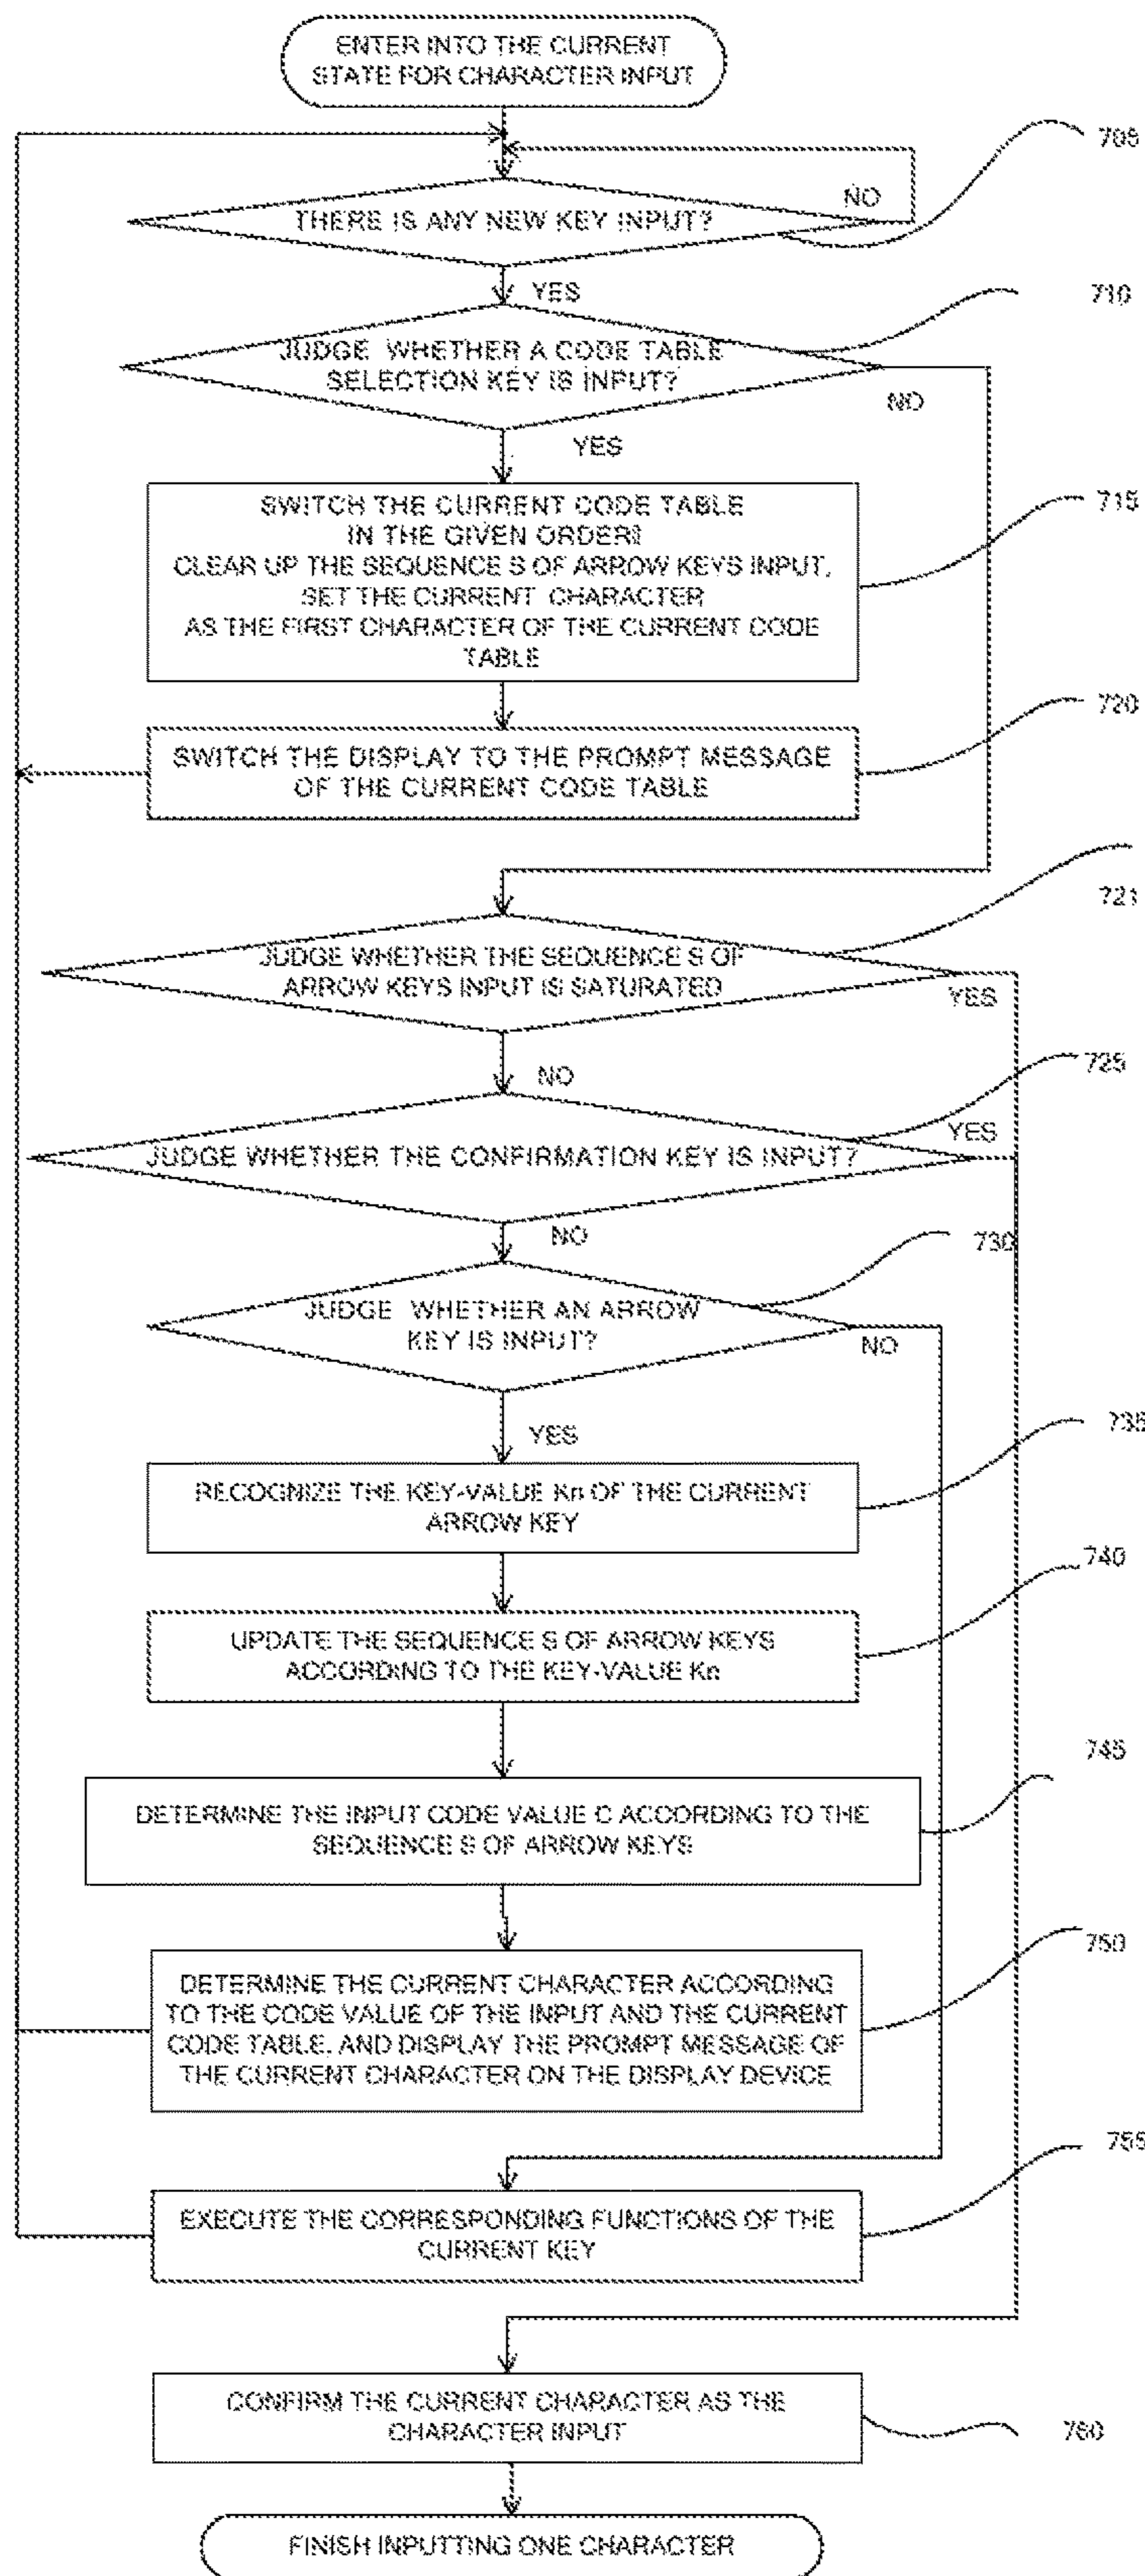 ENTER INTO THE CURRENT
STATE FOR CHARACTER INPUT
705
NO
THERE IS ANY NEW KEY INPUT?
YES
710
JUDGE WHETHER A CODE TABLE
SELECTION KEY IS INPUT?
NO
YES
SWITCH THE CURRENT CODE TABLE
IN THE GIVEN ORDER;
CLEAR UP THE SEQUENCE S OF ARROW KEYS INPUT,
SET THE CURRENT CHARACTER
AS THE FIRST CHARACTER OF THE CURRENT CODE
TABLE
715
720
SWITCH THE DISPLAY TO THE PROMPT MESSAGE
OF THE CURRENT CODE TABLE
721
JUDGE WHETHER THE SEQUENCE S OF
ARROW KEYS INPUT IS SATURATED
YES
NO
725
YES
JUDGE WHETHER THE CONFIRMATION KEY IS INPUT?
NO
730
JUDGE WHETHER AN ARROW
KEY IS INPUT?
NO
YES
735
RECOGNIZE THE KEY-VALUE Kn OF THE CURRENT
ARROW KEY
740
UPDATE THE SEQUENCE S OF ARROW KEYS
ACCORDING TO THE KEY-VALUE Kn
745
DETERMINE THE INPUT CODE VALUE C ACCORDING TO THE
SEQUENCE S OF ARROW KEYS
750
DETERMINE THE CURRENT CHARACTER ACCORDING
TO THE CODE VALUE OF THE INPUT AND THE CURRENT
CODE TABLE, AND DISPLAY THE PROMPT MESSAGE OF
THE CURRENT CHARACTER ON THE DISPLAY DEVICE
755
EXECUTE THE CORRESPONDING FUNCTIONS OF THE
CURRENT KEY
CONFIRM THE CURRENT CHARACTER AS THE
CHARACTER INPUT
760
FINISH INPUTTING ONE CHARACTER